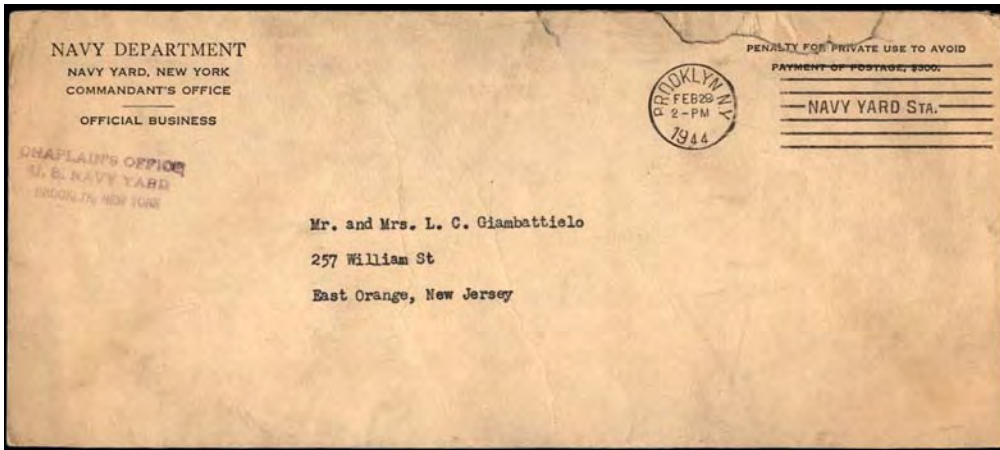 NAVY DEPARTMENT
NAVY YARD, NEW YORK
COMMANDANT'S OFFICE
OFFICIAL BUSINESS
CHAPLAIN'S OFFICE
U. S. NAVY YARD
BROOKLYN, NEW YORK
PENALTY FOR PRIVATE USE TO AVOID
PAYMENT OF POSTAGE, $300.
BROOKLYN N.Y.
FEB 28
2-PM
1944
NAVY YARD STA.
Mr. and Mrs. L. C. Giambattielo
257 William St
East Orange, New Jersey